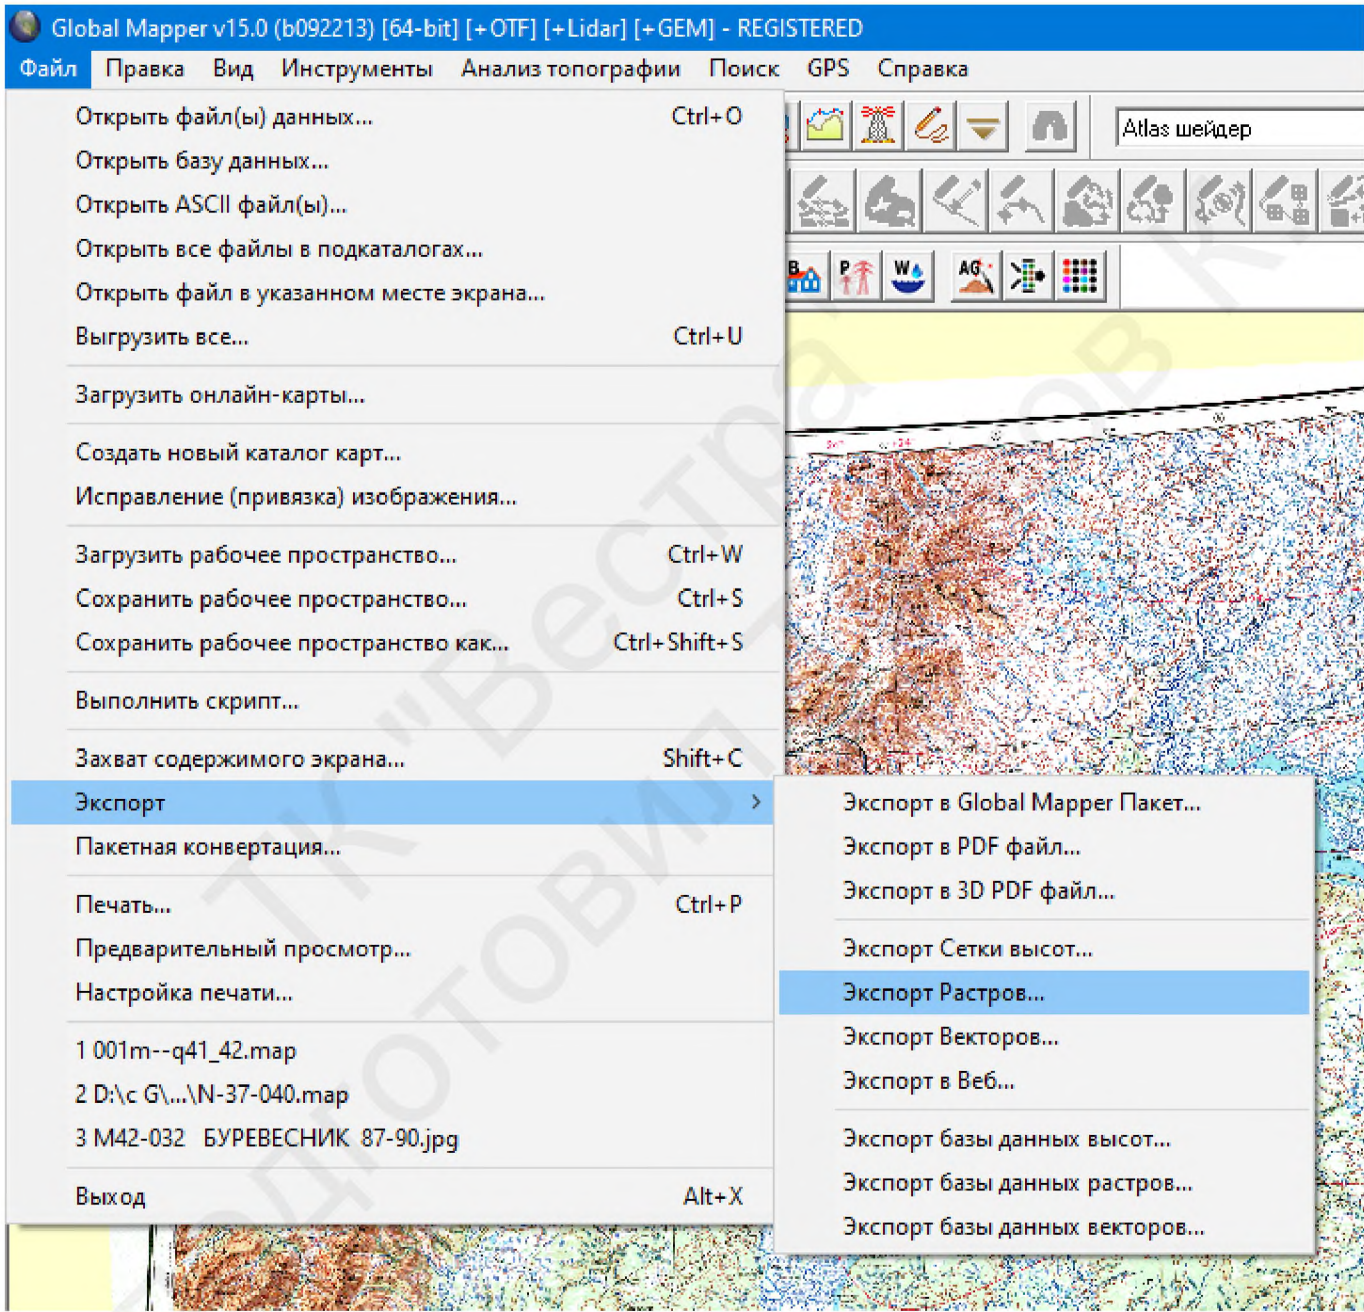 Global Mapper v15.0 (b092213) [64-bit] [+OTF] [+Lidar] [+GEM] - REGISTERED
Файл Правка Вид Инструменты Анализ топографии Поиск GPS Справка
Открыть файл(ы) данных... Ctrl+O
Atlas шейдер
Открыть базу данных...
Открыть ASCII файл(ы)...
Открыть все файлы в подкаталогах...
B P W AG
Открыть файл в указанном месте экрана...
Выгрузить все... Ctrl+U
Загрузить онлайн-карты...
Создать новый каталог карт...
Исправление (привязка) изображения...
Загрузить рабочее пространство... Ctrl+W
Сохранить рабочее пространство... Ctrl+S
Сохранить рабочее пространство как... Ctrl+Shift+S
Выполнить скрипт...
Захват содержимого экрана... Shift+C
Экспорт
Пакетная конвертация...
Печать... Ctrl+P
Предварительный просмотр...
Настройка печати...
1 001m--q41_42.map
2 D:\c G\...\N-37-040.map
3 M42-032 БУРЕВЕСНИК 87-90.jpg
Выход Alt+X
Экспорт в Global Mapper Пакет...
Экспорт в PDF файл...
Экспорт в 3D PDF файл...
Экспорт Сетки высот...
Экспорт Растров...
Экспорт Векторов...
Экспорт в Веб...
Экспорт базы данных высот...
Экспорт базы данных растров...
Экспорт базы данных векторов...
ТК "Вестра"